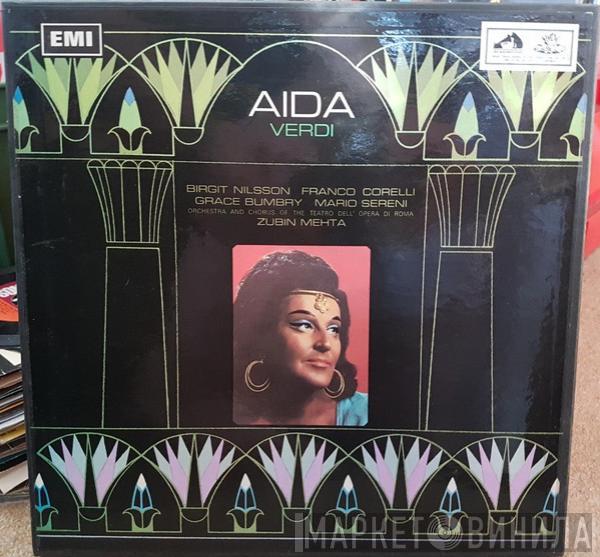 EMI
AIDA
VERDI
BIRGIT NILSSON FRANCO CORELLI
GRACE BUMBRY MARIO SERENI
ORCHESTRA AND CHORUS OF THE TEATRO DELL' OPERA DI ROMA
ZUBIN MEHTA
МАРКЕТ ВИНИЛА